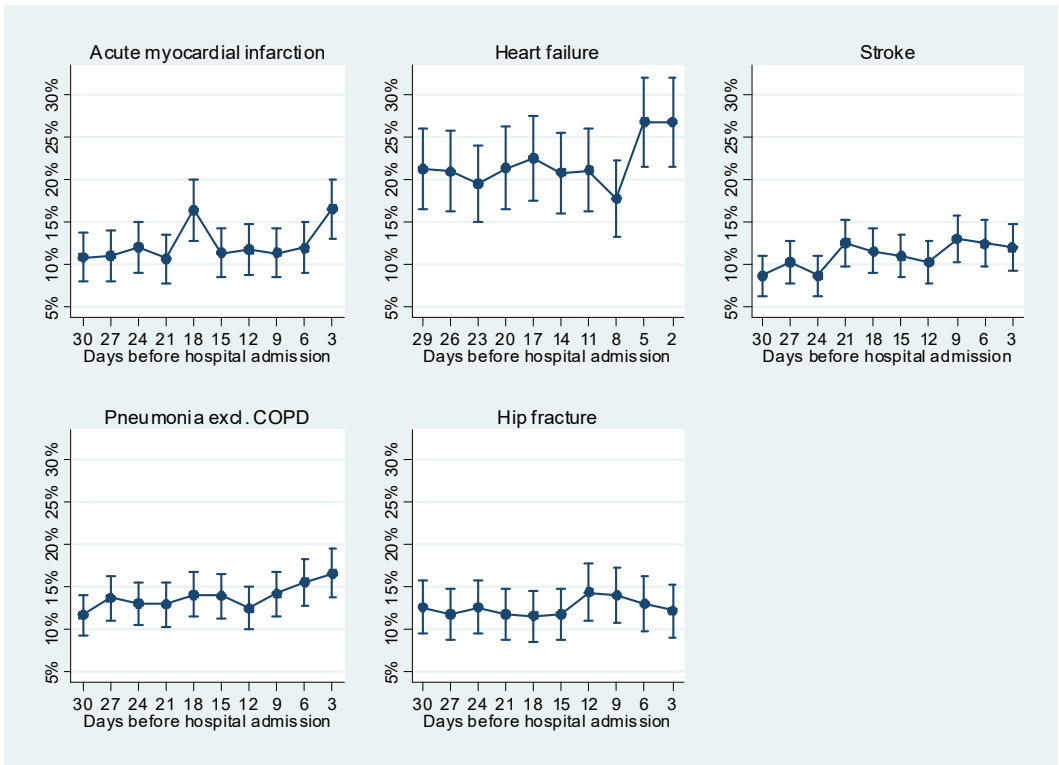 Acute myocardial infarction
30%
25%
20%
15%
10%
5%
30 27 24 21 18 15 12 9 6 3
Days before hospital admission
Heart failure
30%
25%
20%
15%
10%
5%
29 26 23 20 17 14 11 8 5 2
Days before hospital admission
Stroke
30%
25%
20%
15%
10%
5%
30 27 24 21 18 15 12 9 6 3
Days before hospital admission
Pneumonia excl. COPD
30%
25%
20%
15%
10%
5%
30 27 24 21 18 15 12 9 6 3
Days before hospital admission
Hip fracture
30%
25%
20%
15%
10%
5%
30 27 24 21 18 15 12 9 6 3
Days before hospital admission